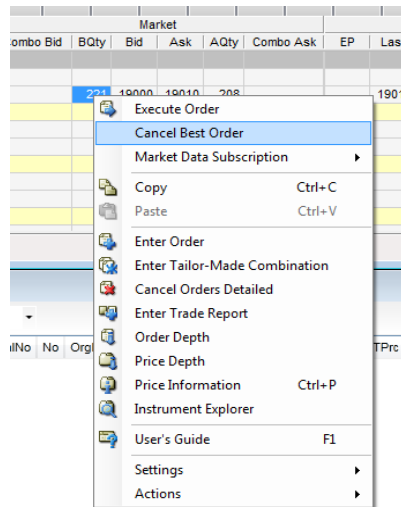 Market
ombo Bid BQty Bid Ask AQty Combo Ask EP Las
221 19000 19010 208 1901
Execute Order
Cancel Best Order
Market Data Subscription
Copy Ctrl+C
Paste Ctrl+V
Enter Order
Enter Tailor-Made Combination
Cancel Orders Detailed
Enter Trade Report
Order Depth
lNo No Orgl TPrc
Price Depth
Price Information Ctrl+P
Instrument Explorer
User's Guide F1
Settings
Actions